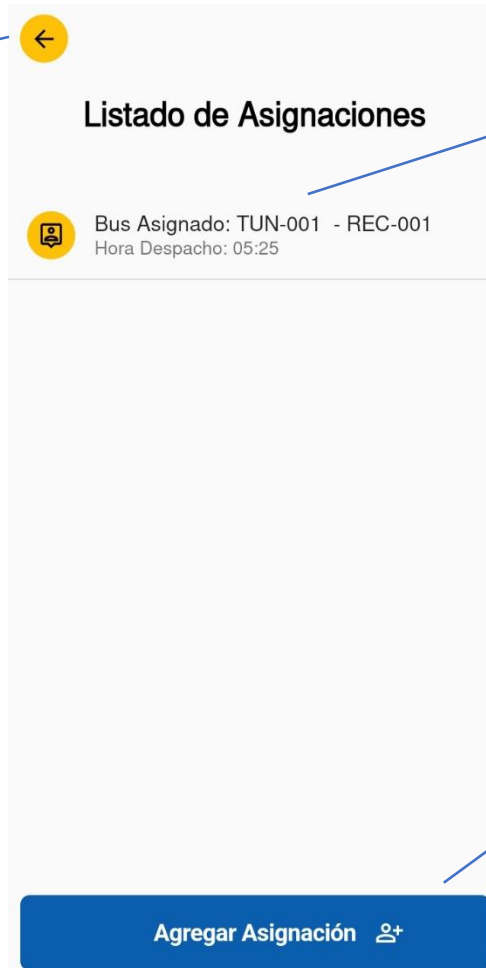 Listado de Asignaciones
Bus Asignado: TUN-001 - REC-001
Hora Despacho: 05:25
Agregar Asignación